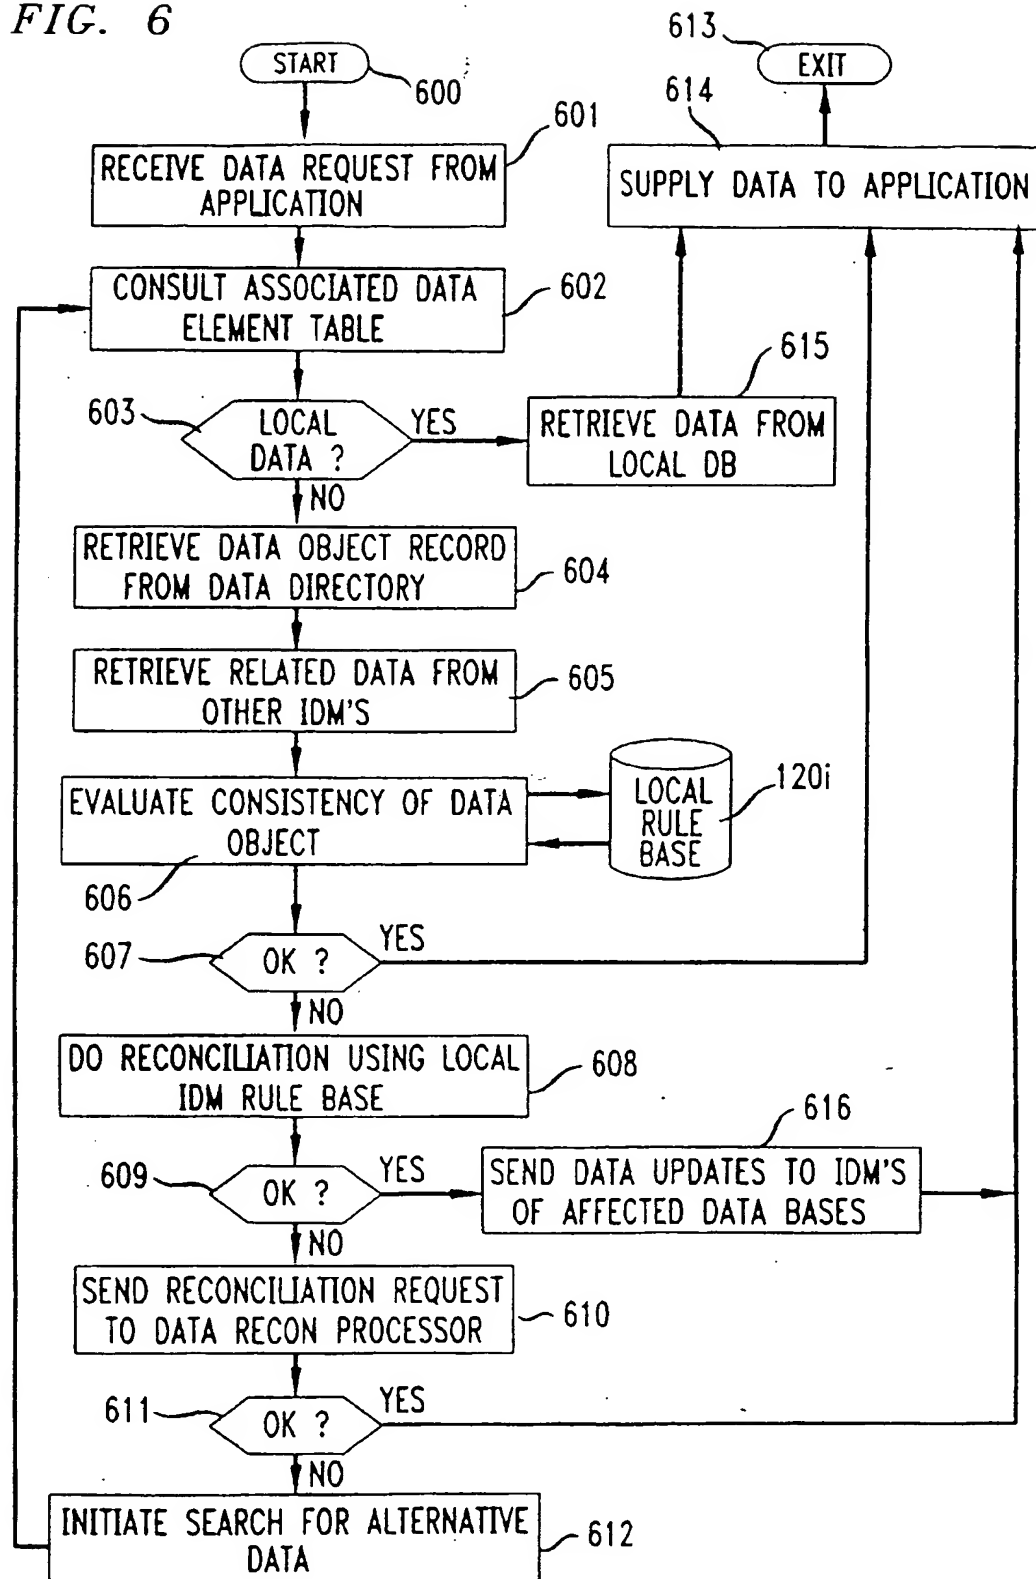 FIG. 6
START
600
613
EXIT
614
601
RECEIVE DATA REQUEST FROM
APPLICATION
SUPPLY DATA TO APPLICATION
CONSULT ASSOCIATED DATA
ELEMENT TABLE
602
615
603
LOCAL
DATA ?
YES
RETRIEVE DATA FROM
LOCAL DB
NO
RETRIEVE DATA OBJECT RECORD
FROM DATA DIRECTORY
604
RETRIEVE RELATED DATA FROM
OTHER IDM'S
605
EVALUATE CONSISTENCY OF DATA
OBJECT
606
LOCAL
RULE
BASE
120i
607
OK ?
YES
NO
DO RECONCILIATION USING LOCAL
IDM RULE BASE
608
616
609
OK ?
YES
SEND DATA UPDATES TO IDM'S
OF AFFECTED DATA BASES
NO
SEND RECONCILIATION REQUEST
TO DATA RECON PROCESSOR
610
611
OK ?
YES
NO
INITIATE SEARCH FOR ALTERNATIVE
DATA
612